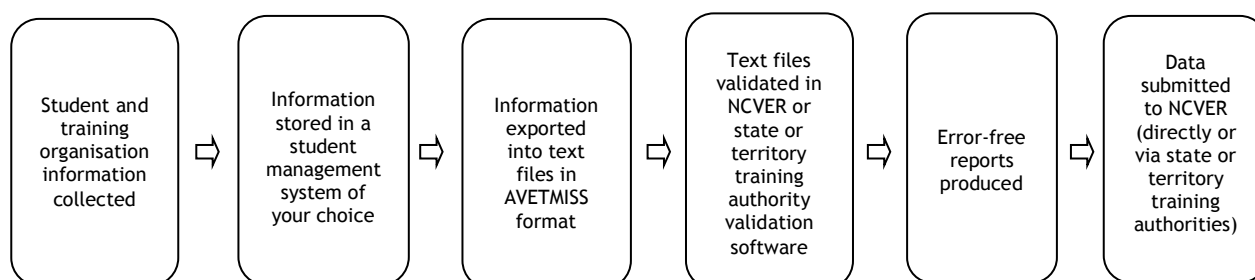 Student and
training
organisation
information
collected
Information
stored in a
student
management
system of
your choice
Information
exported
into text
files in
AVETMISS
format
Text files
validated in
NCVER or
state or
territory
training
authority
validation
software
Error-free
reports
produced
Data
submitted
to NCVER
(directly or
via state or
territory
training
authorities)